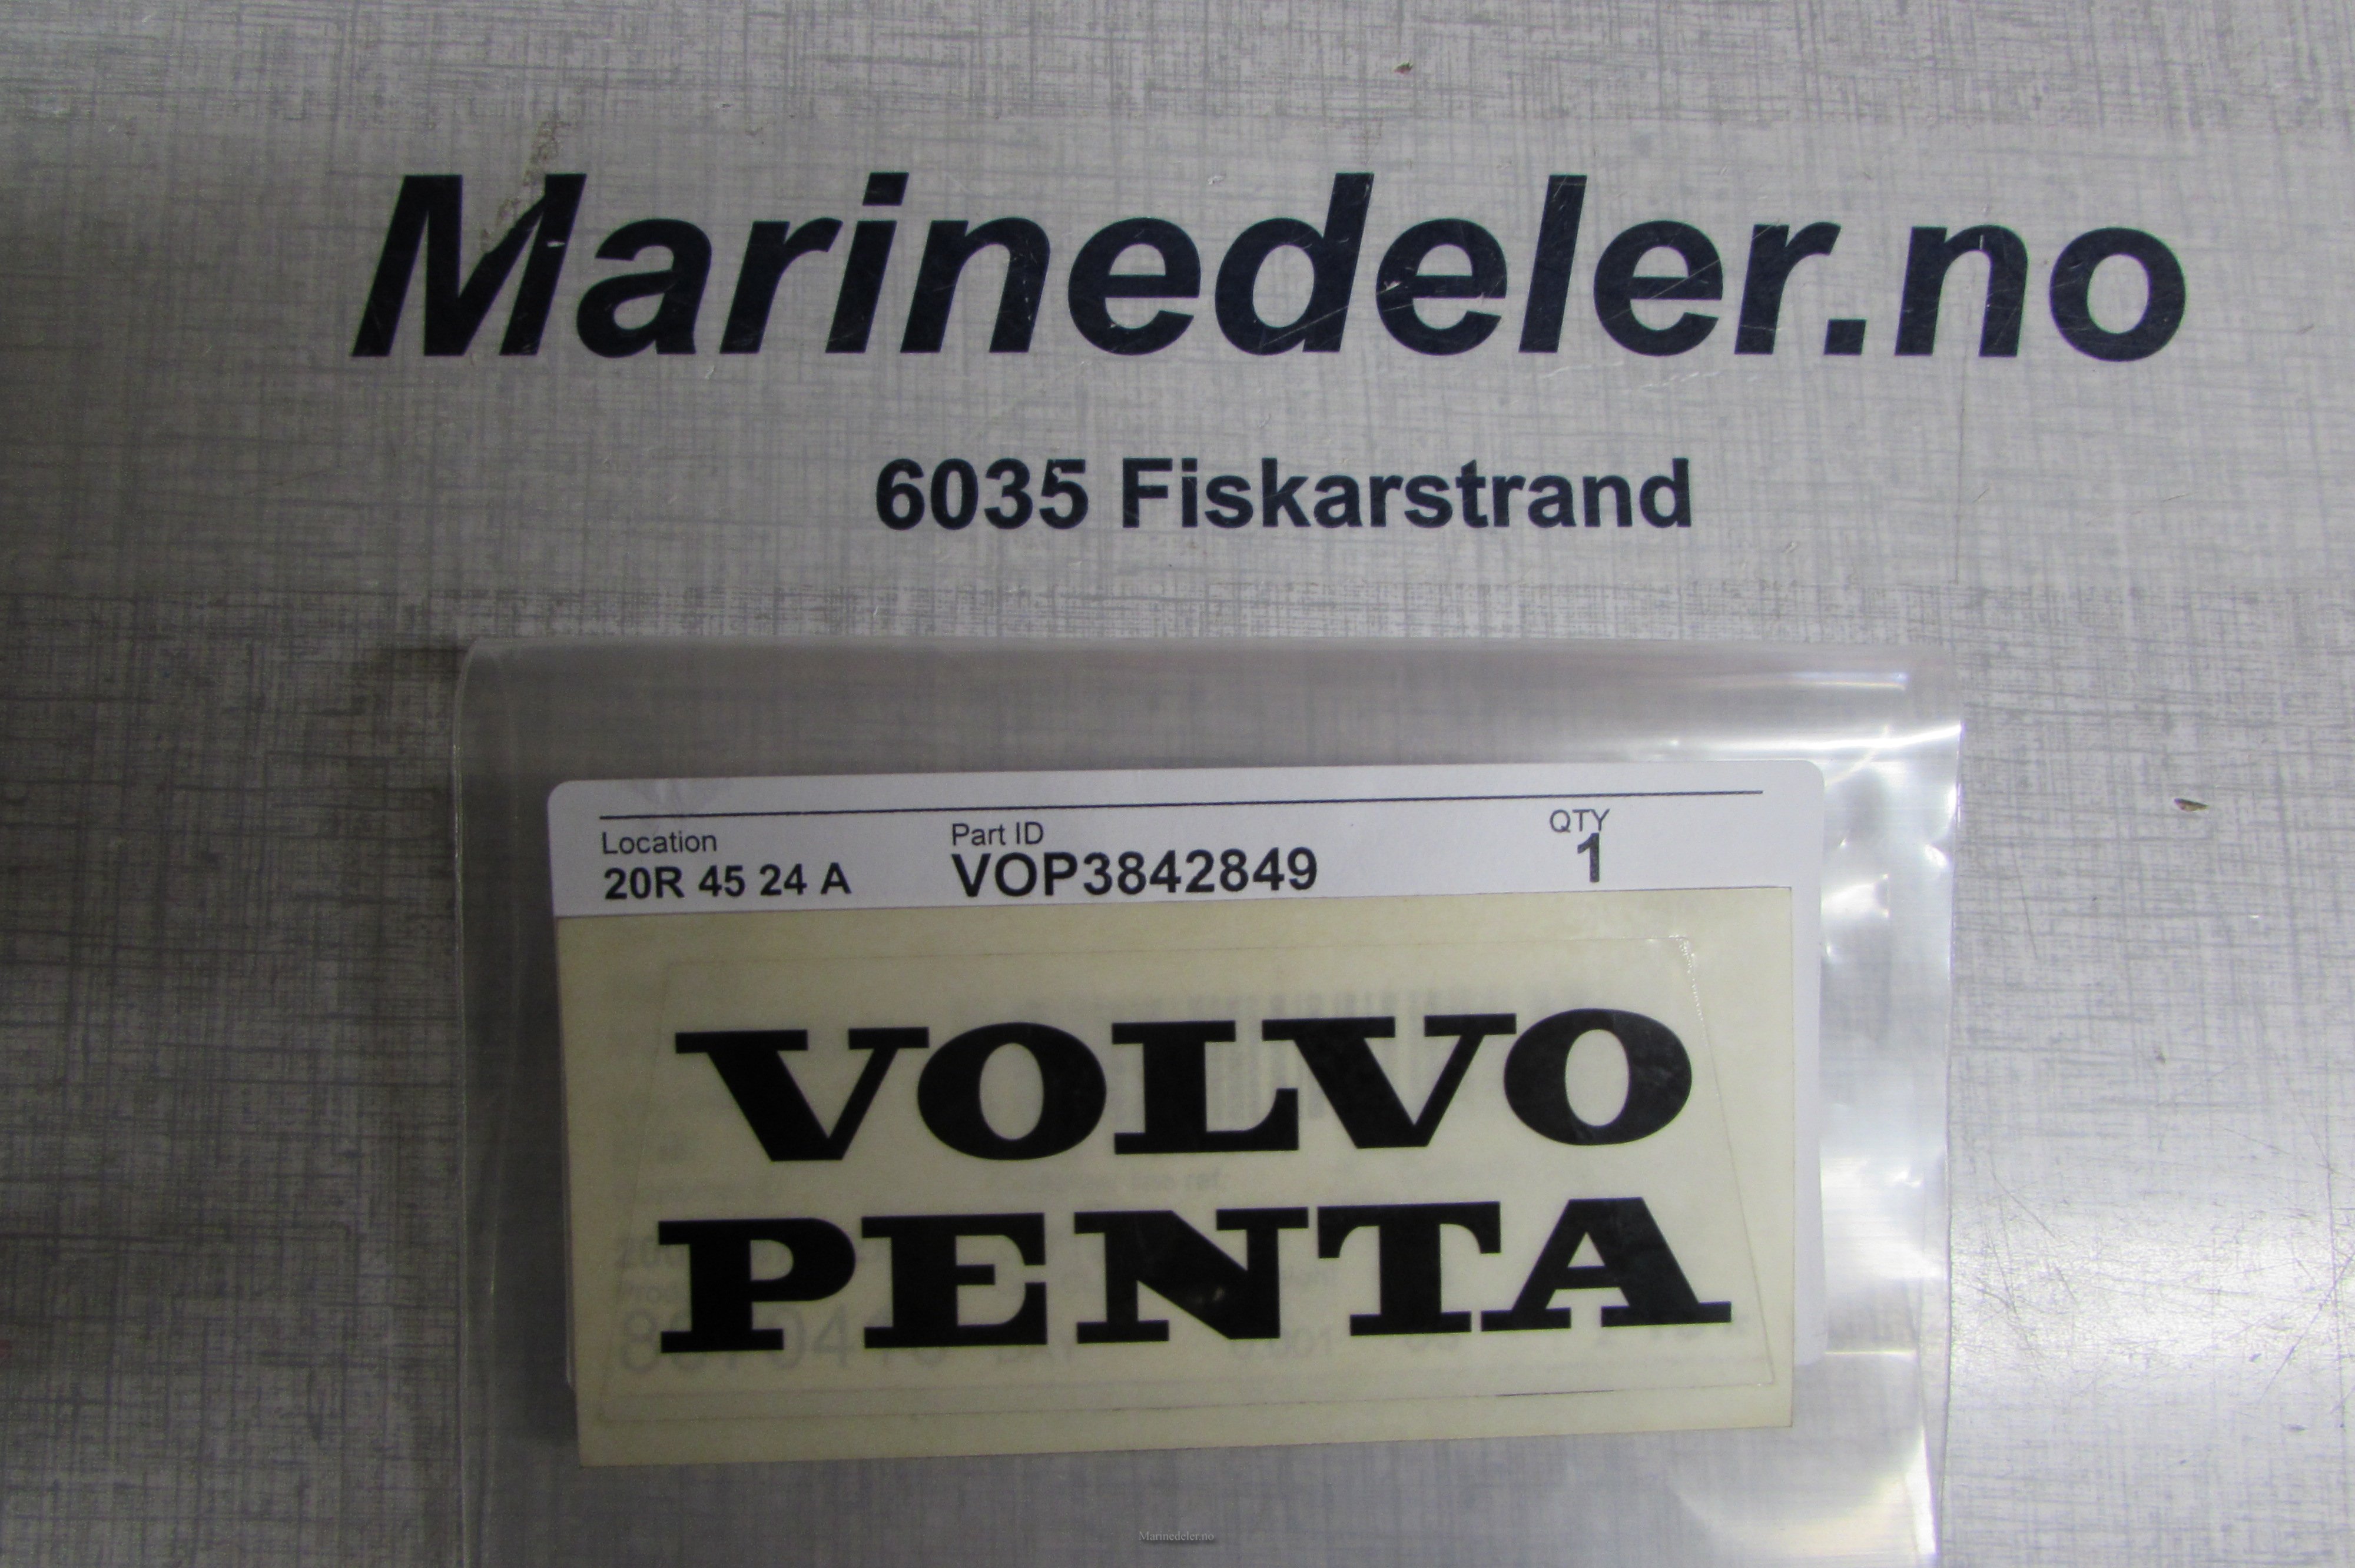 Marinedeler.no
6035 Fiskarstrand
Location Part ID QTY
20R 45 24 A VOP3842849 1
VOLVO
PENTA
Marinedeler.no